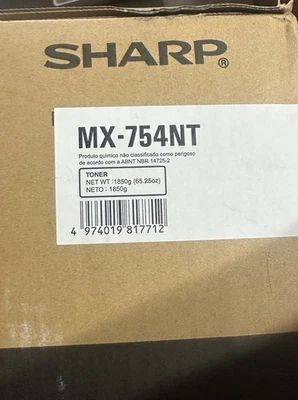 SHARP®
MX-754NT
Produto quimico não classificado como perigoso
de acordo com a ABNT NBR 14725-2
TONER
NET WT :1850g (65.25oz)
NETO : 1850g
4 974019 817712